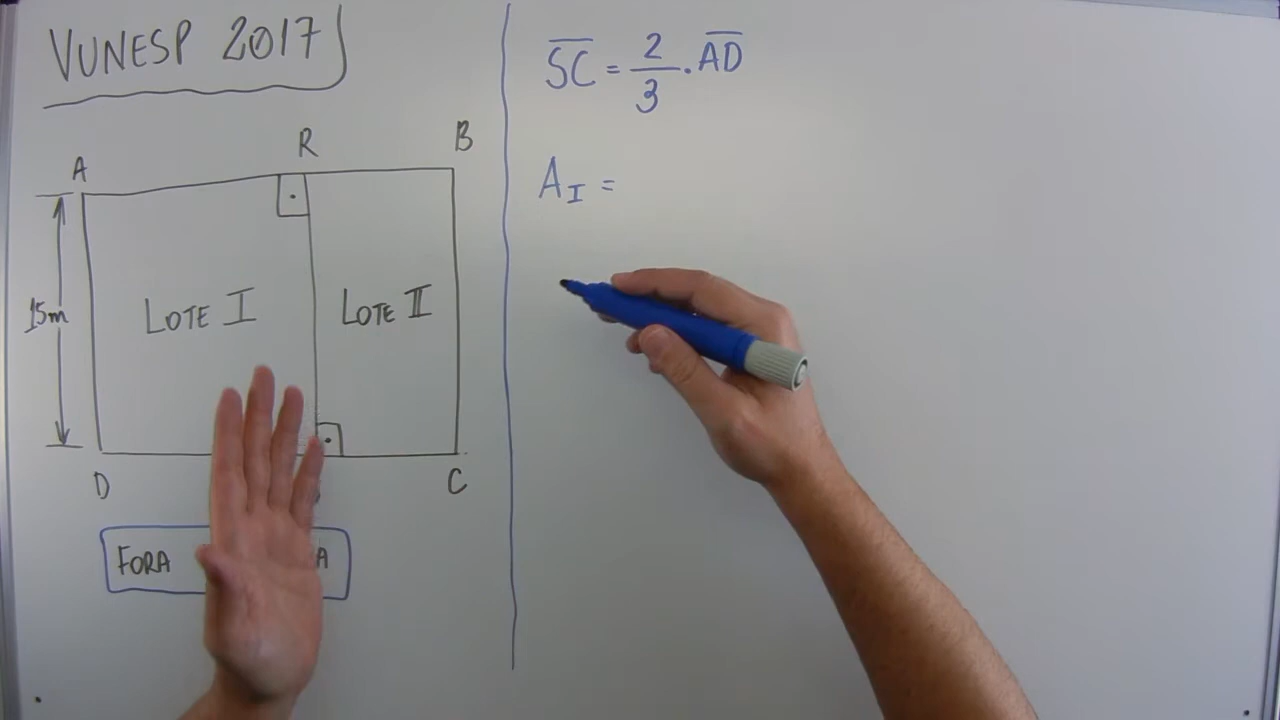 VUNESP 2017
SC = 2/3 . AD
A_I =
A
R
B
15m
LOTE I
LOTE II
D
C
FORA
A